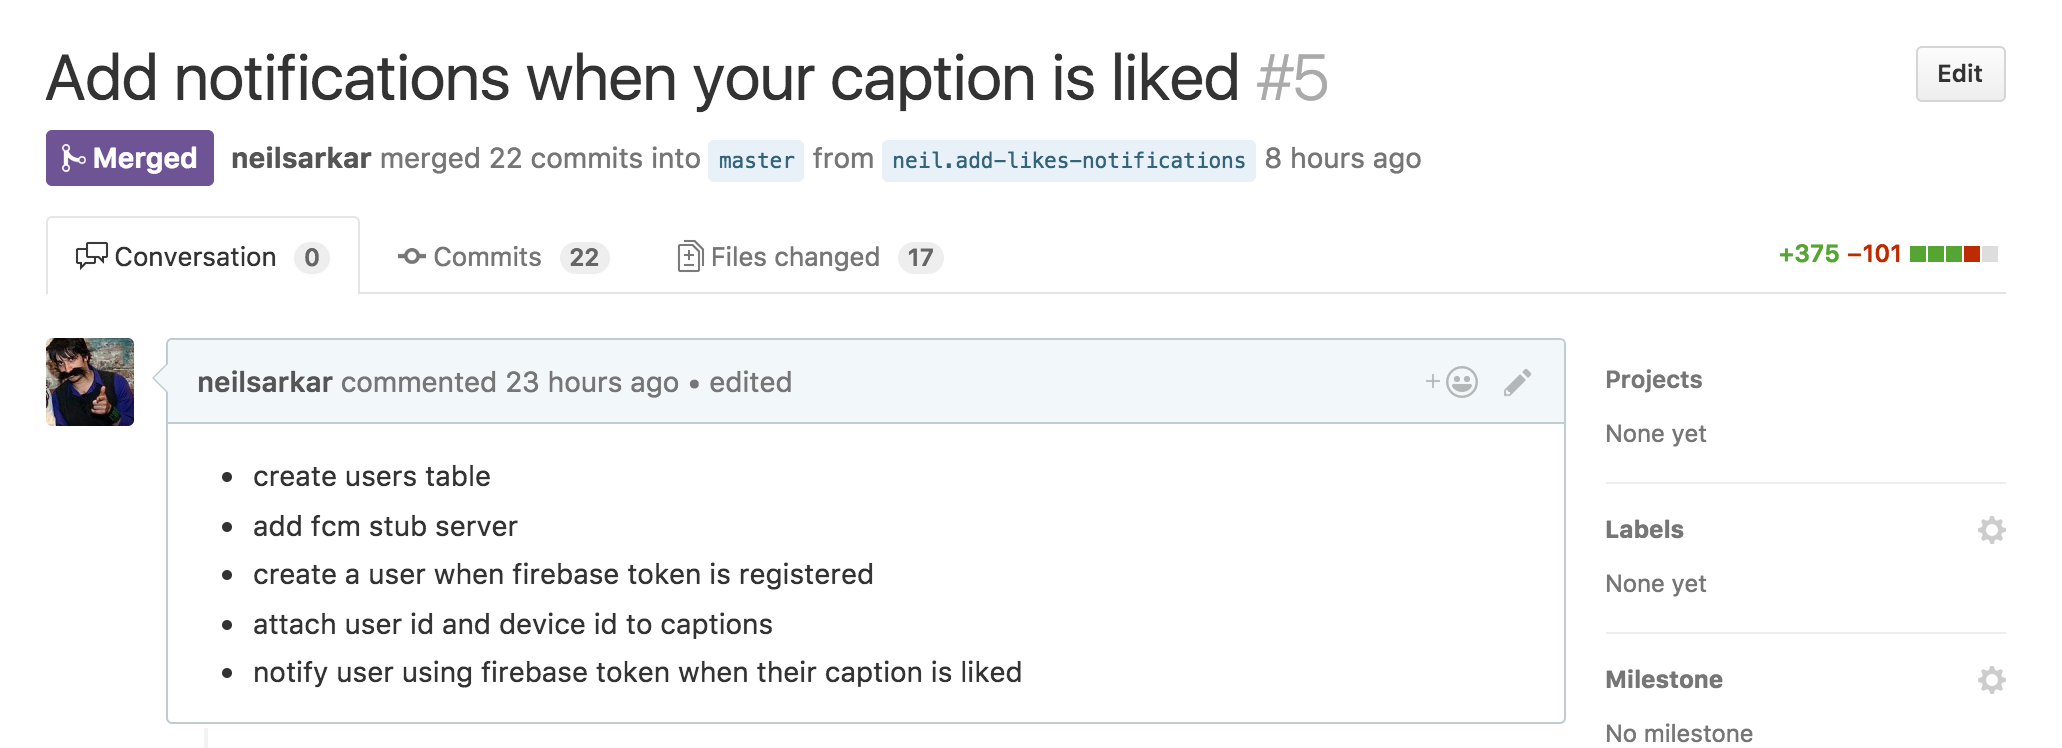 Add notifications when your caption is liked #5
Edit
Merged neilsarkar merged 22 commits into master from neil.add-likes-notifications 8 hours ago
Conversation 0 Commits 22 Files changed 17 +375 −101
neilsarkar commented 23 hours ago • edited
• create users table
• add fcm stub server
• create a user when firebase token is registered
• attach user id and device id to captions
• notify user using firebase token when their caption is liked
Projects
None yet
Labels
None yet
Milestone
No milestone